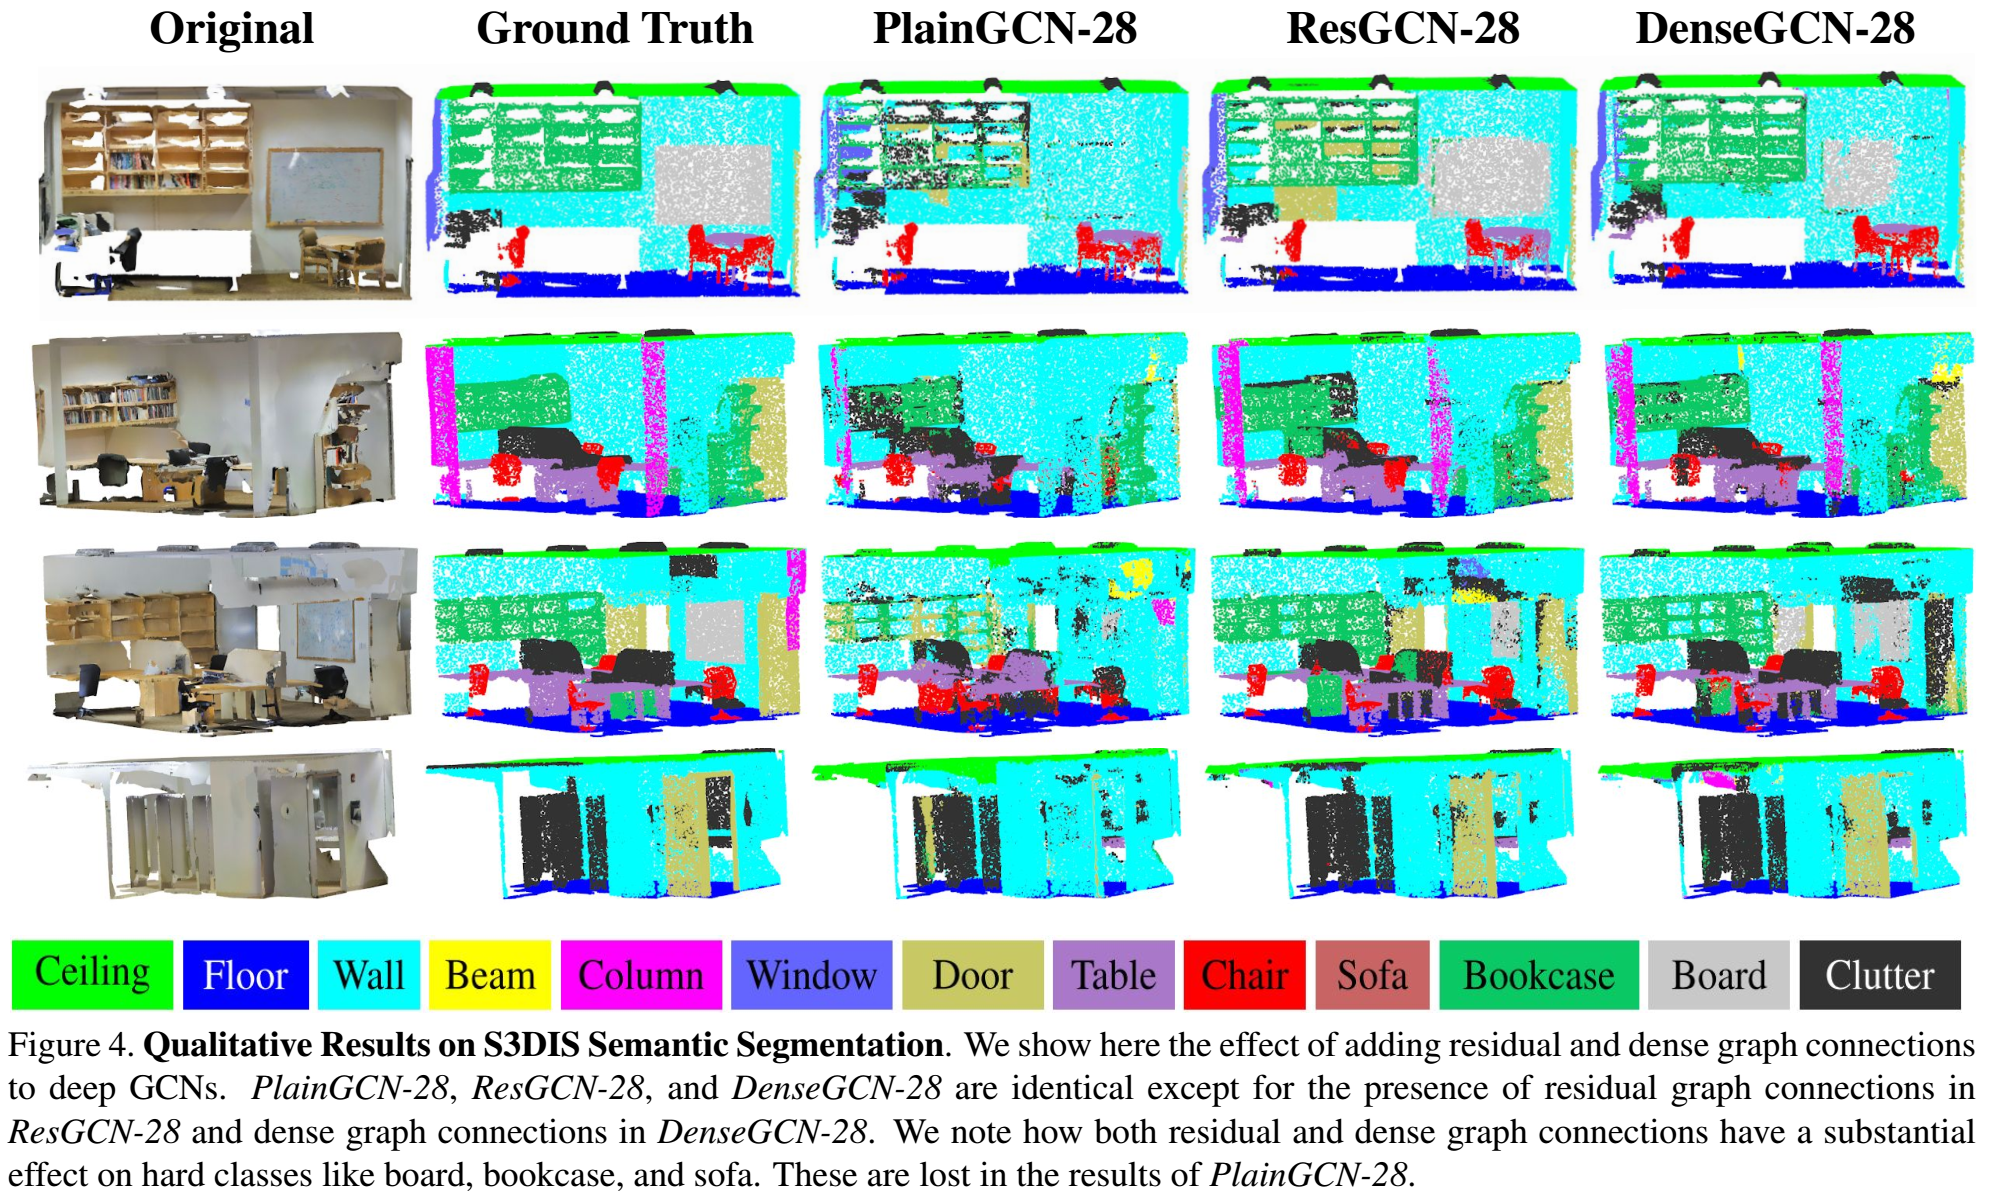 Original Ground Truth PlainGCN-28 ResGCN-28 DenseGCN-28
Ceiling Floor Wall Beam Column Window Door Table Chair Sofa Bookcase Board Clutter
Figure 4. Qualitative Results on S3DIS Semantic Segmentation. We show here the effect of adding residual and dense graph connections
to deep GCNs. PlainGCN-28, ResGCN-28, and DenseGCN-28 are identical except for the presence of residual graph connections in
ResGCN-28 and dense graph connections in DenseGCN-28. We note how both residual and dense graph connections have a substantial
effect on hard classes like board, bookcase, and sofa. These are lost in the results of PlainGCN-28.